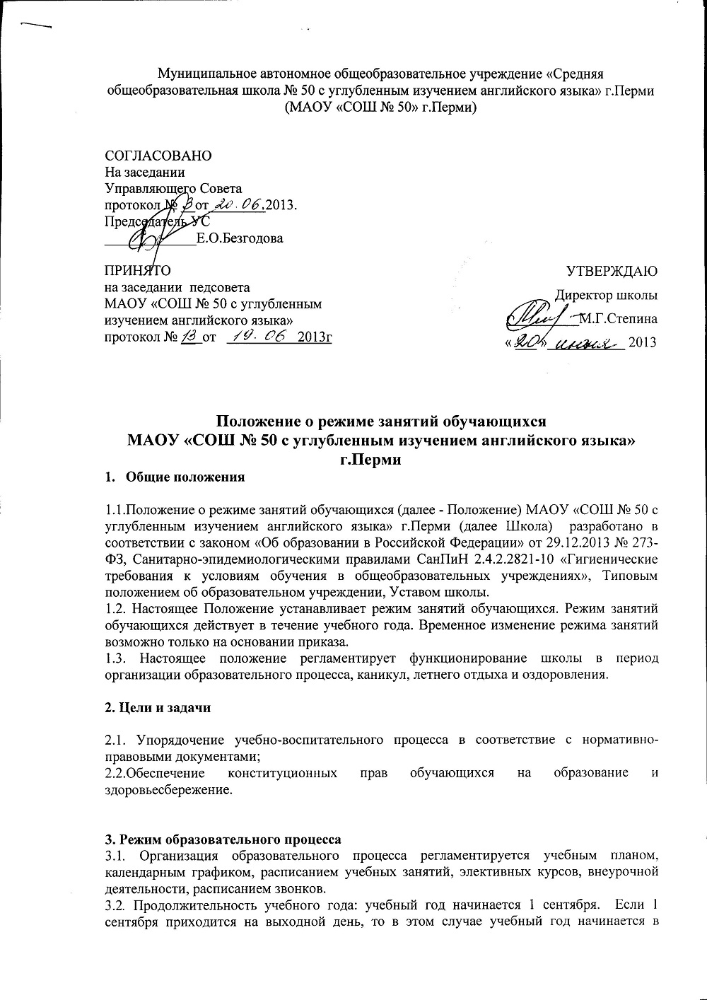 Муниципальное автономное общеобразовательное учреждение «Средняя
общеобразовательная школа № 50 с углубленным изучением английского языка» г.Перми
(МАОУ «СОШ № 50» г.Перми)
СОГЛАСОВАНО
На заседании
Управляющего Совета
протокол № 3 от 20.06.2013.
Председатель УС
_____________Е.О.Безгодова
ПРИНЯТО
на заседании педсовета
МАОУ «СОШ № 50 с углубленным
изучением английского языка»
протокол № 13 от 19.06 2013г
УТВЕРЖДАЮ
Директор школы
__________М.Г.Степина
«20» июня 2013
Положение о режиме занятий обучающихся
МАОУ «СОШ № 50 с углубленным изучением английского языка»
г.Перми
1. Общие положения
1.1.Положение о режиме занятий обучающихся (далее - Положение) МАОУ «СОШ № 50 с
углубленным изучением английского языка» г.Перми (далее Школа) разработано в
соответствии с законом «Об образовании в Российской Федерации» от 29.12.2013 № 273-
ФЗ, Санитарно-эпидемиологическими правилами СанПиН 2.4.2.2821-10 «Гигиенические
требования к условиям обучения в общеобразовательных учреждениях», Типовым
положением об образовательном учреждении, Уставом школы.
1.2. Настоящее Положение устанавливает режим занятий обучающихся. Режим занятий
обучающихся действует в течение учебного года. Временное изменение режима занятий
возможно только на основании приказа.
1.3. Настоящее положение регламентирует функционирование школы в период
организации образовательного процесса, каникул, летнего отдыха и оздоровления.
2. Цели и задачи
2.1. Упорядочение учебно-воспитательного процесса в соответствие с нормативно-
правовыми документами;
2.2.Обеспечение конституционных прав обучающихся на образование и
здоровьесбережение.
3. Режим образовательного процесса
3.1. Организация образовательного процесса регламентируется учебным планом,
календарным графиком, расписанием учебных занятий, элективных курсов, внеурочной
деятельности, расписанием звонков.
3.2. Продолжительность учебного года: учебный год начинается 1 сентября. Если 1
сентября приходится на выходной день, то в этом случае учебный год начинается в